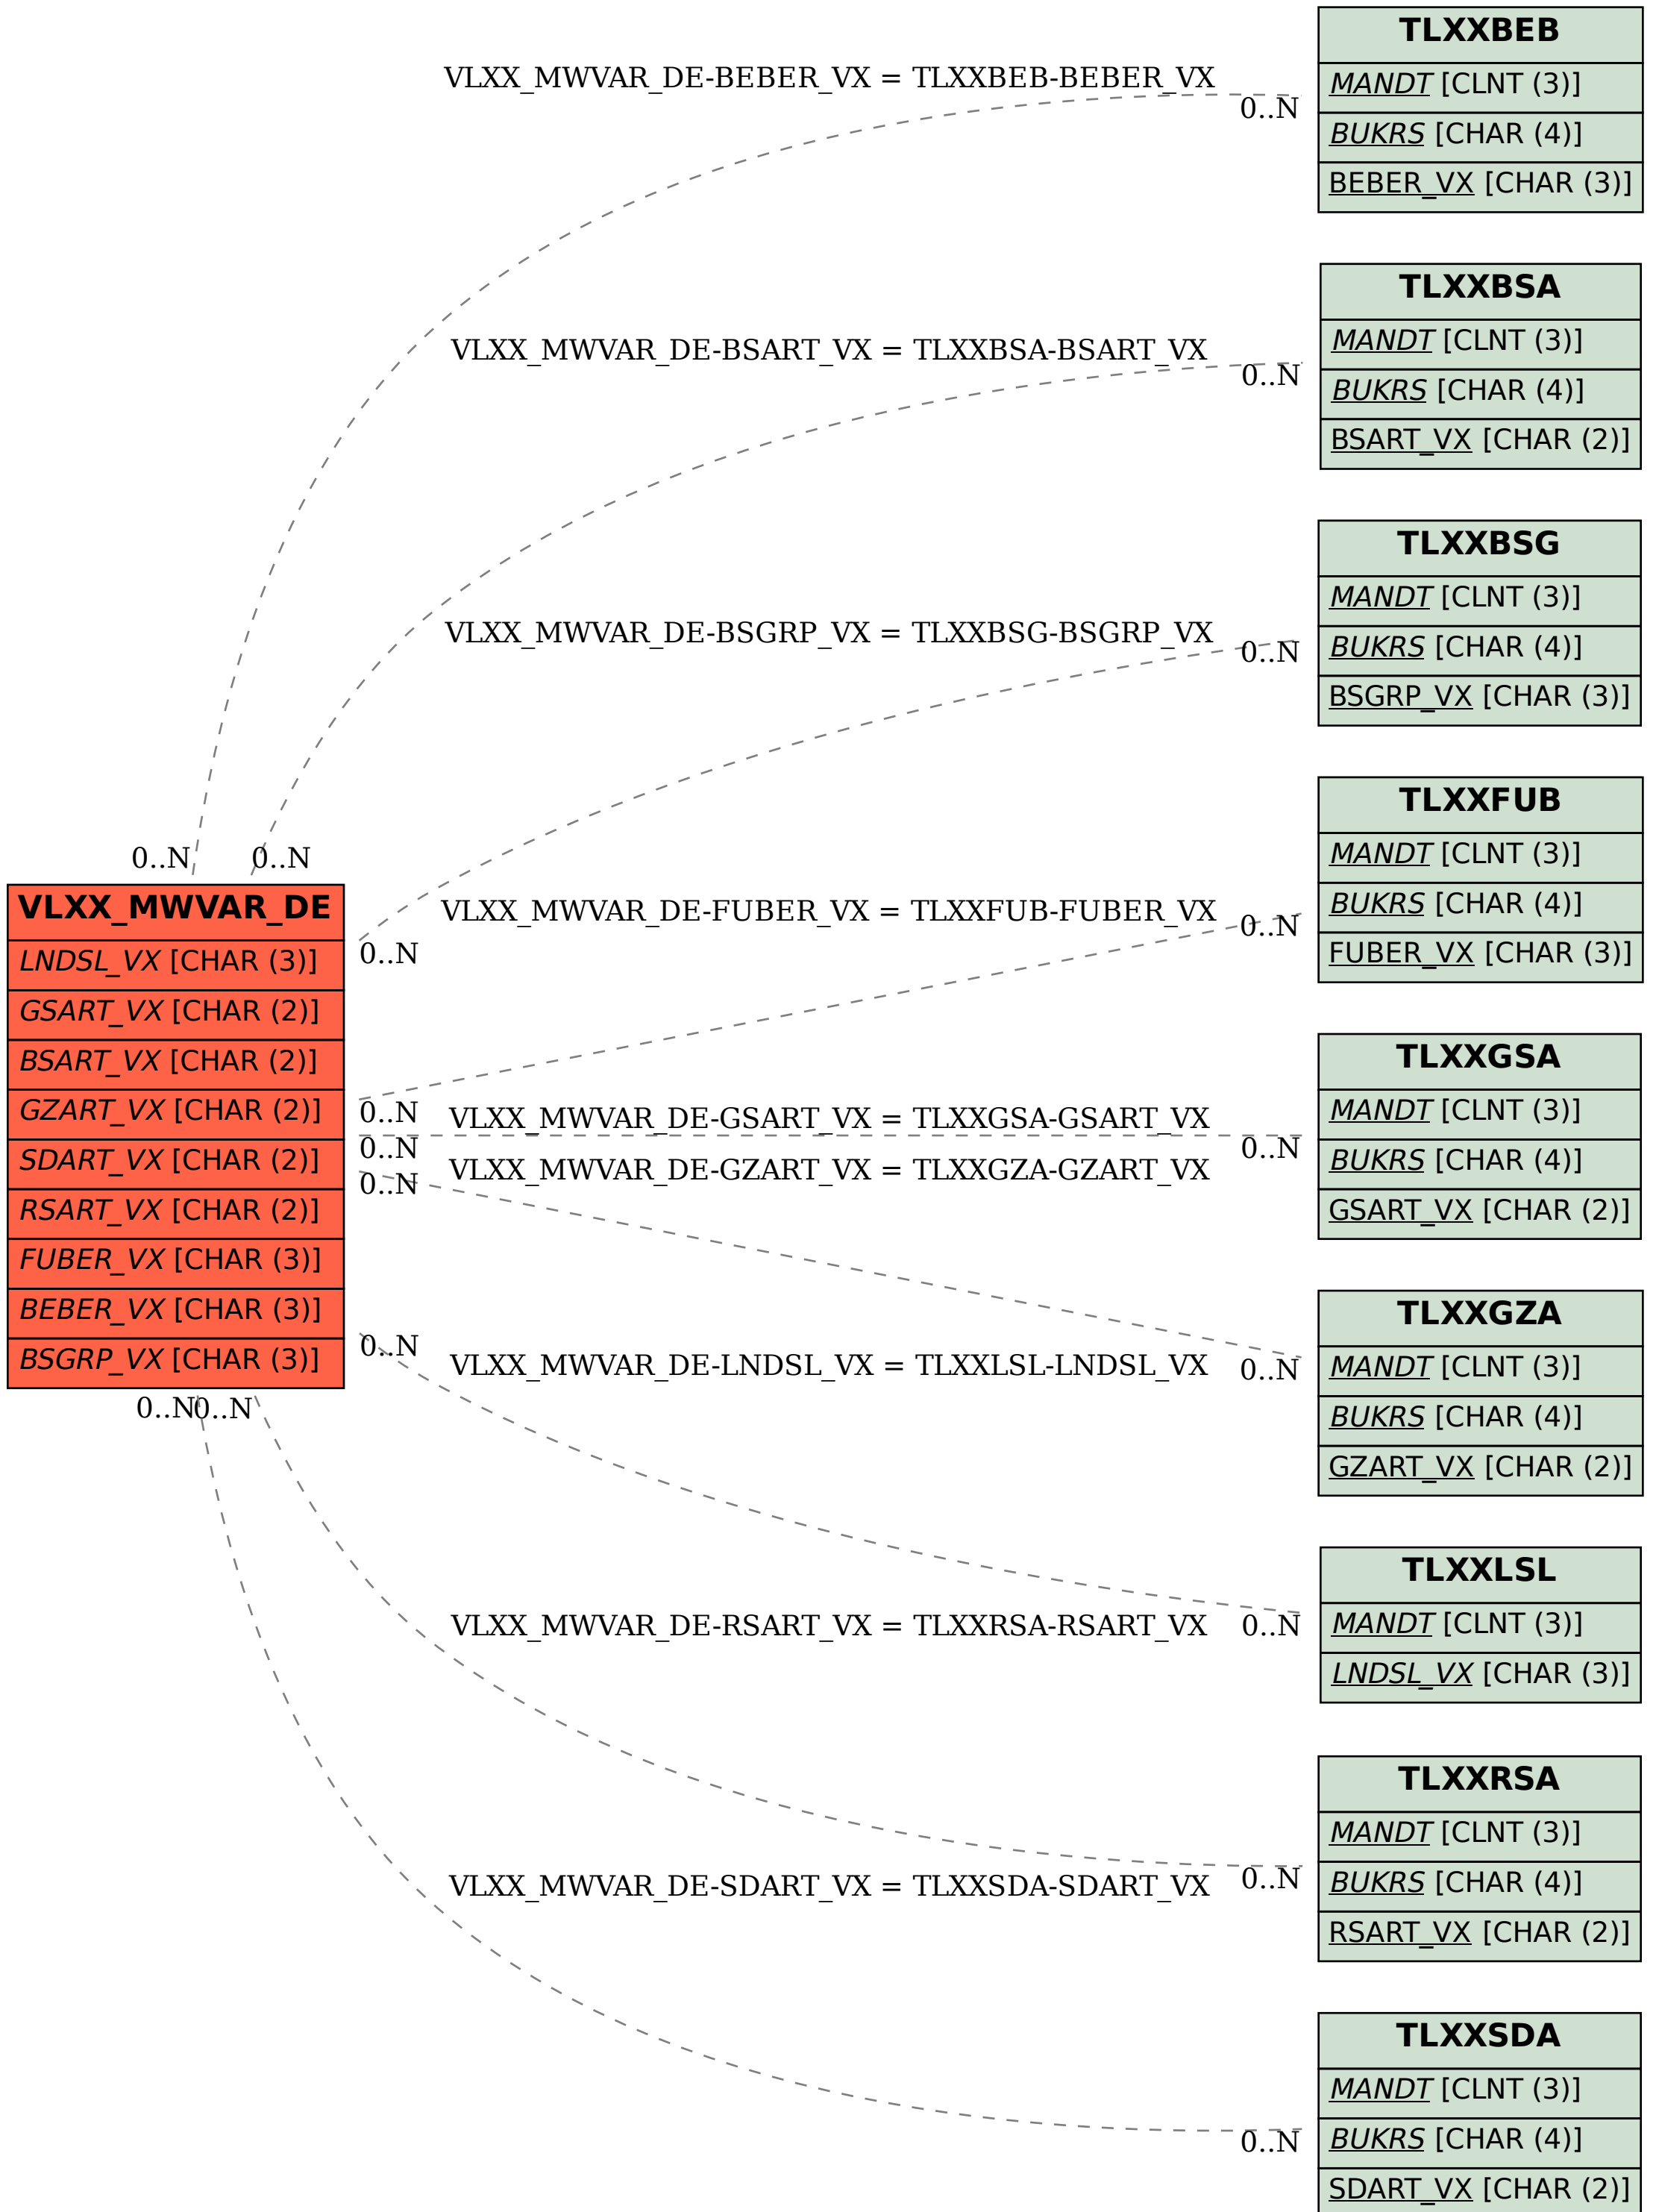 TLXXBEB
MANDT [CLNT (3)]
BUKRS [CHAR (4)]
BEBER_VX [CHAR (3)]
VLXX_MWVAR_DE-BEBER_VX = TLXXBEB-BEBER_VX
0..N
TLXXBSA
MANDT [CLNT (3)]
BUKRS [CHAR (4)]
BSART_VX [CHAR (2)]
VLXX_MWVAR_DE-BSART_VX = TLXXBSA-BSART_VX
0..N
TLXXBSG
MANDT [CLNT (3)]
BUKRS [CHAR (4)]
BSGRP_VX [CHAR (3)]
VLXX_MWVAR_DE-BSGRP_VX = TLXXBSG-BSGRP_VX
0..N
TLXXFUB
MANDT [CLNT (3)]
BUKRS [CHAR (4)]
FUBER_VX [CHAR (3)]
0..N 0..N
VLXX_MWVAR_DE
LNDSL_VX [CHAR (3)]
GSART_VX [CHAR (2)]
BSART_VX [CHAR (2)]
GZART_VX [CHAR (2)]
SDART_VX [CHAR (2)]
RSART_VX [CHAR (2)]
FUBER_VX [CHAR (3)]
BEBER_VX [CHAR (3)]
BSGRP_VX [CHAR (3)]
VLXX_MWVAR_DE-FUBER_VX = TLXXFUB-FUBER_VX
0..N
0..N
0..N
VLXX_MWVAR_DE-GSART_VX = TLXXGSA-GSART_VX
0..N
0..N
0..N
VLXX_MWVAR_DE-GZART_VX = TLXXGZA-GZART_VX
TLXXGSA
MANDT [CLNT (3)]
BUKRS [CHAR (4)]
GSART_VX [CHAR (2)]
TLXXGZA
MANDT [CLNT (3)]
BUKRS [CHAR (4)]
GZART_VX [CHAR (2)]
0..N
VLXX_MWVAR_DE-LNDSL_VX = TLXXLSL-LNDSL_VX
0..N
0..N
0..N
TLXXLSL
MANDT [CLNT (3)]
LNDSL_VX [CHAR (3)]
VLXX_MWVAR_DE-RSART_VX = TLXXRSA-RSART_VX
0..N
TLXXRSA
MANDT [CLNT (3)]
BUKRS [CHAR (4)]
RSART_VX [CHAR (2)]
VLXX_MWVAR_DE-SDART_VX = TLXXSDA-SDART_VX
0..N
TLXXSDA
MANDT [CLNT (3)]
BUKRS [CHAR (4)]
SDART_VX [CHAR (2)]
0..N